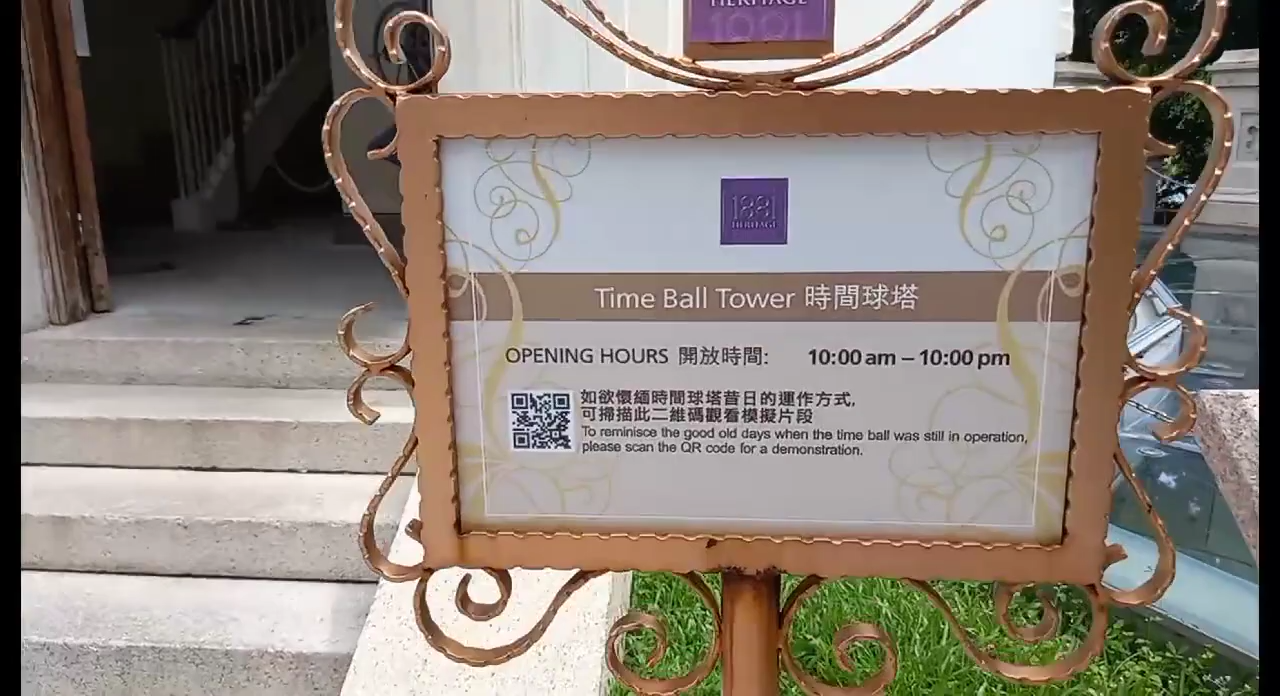 HERITAGE
1881
1881
HERITAGE
Time Ball Tower 時間球塔
OPENING HOURS 開放時間: 10:00 am – 10:00 pm
如欲懷緬時間球塔昔日的運作方式,
可掃描此二維碼觀看模擬片段
To reminisce the good old days when the time ball was still in operation,
please scan the QR code for a demonstration.